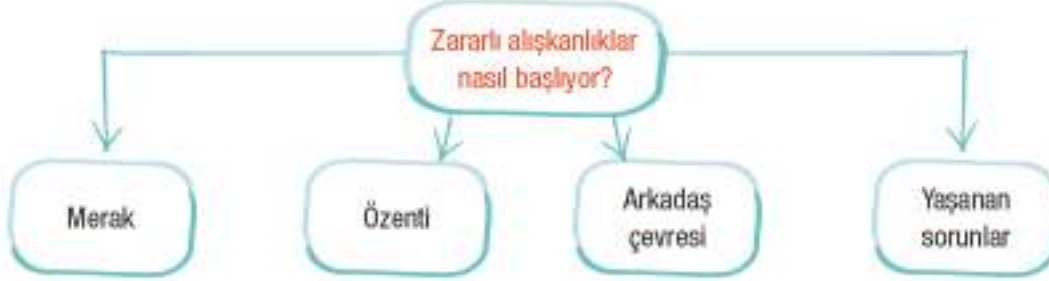 Zararlı alışkanlıklar
nasıl başlıyor?
Merak
Özenti
Arkadaş
çevresi
Yaşanan
sorunlar